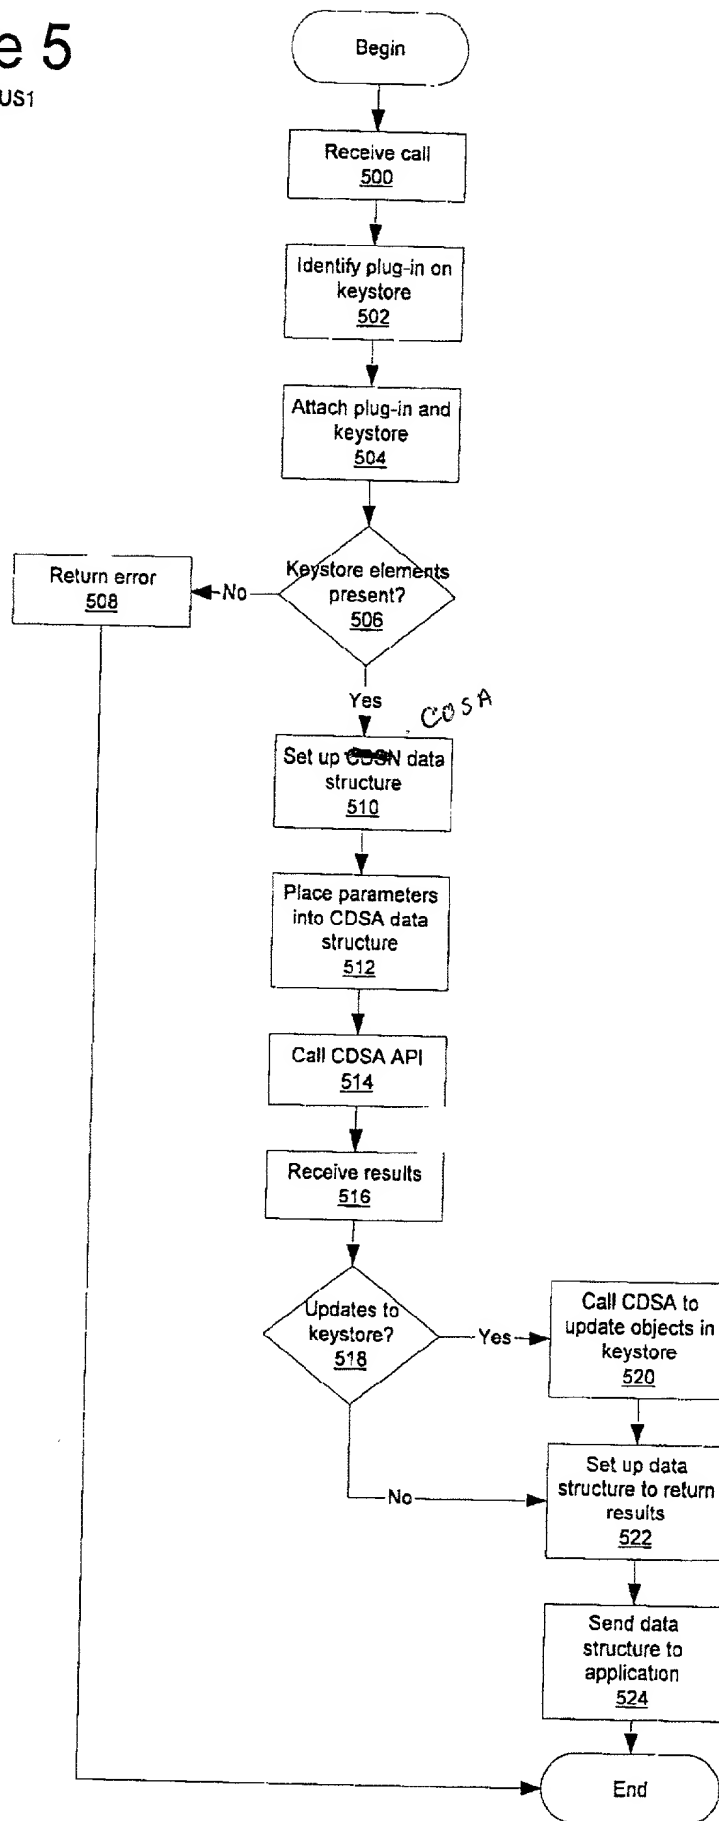 e 5
US1
Begin
Receive call
500
Identify plug-in on
keystore
502
Attach plug-in and
keystore
504
Keystore elements
present?
506
No
Return error
508
Yes
COSA
Set up CDSN data
structure
510
Place parameters
into CDSA data
structure
512
Call CDSA API
514
Receive results
516
Updates to
keystore?
518
Yes
Call CDSA to
update objects in
keystore
520
No
Set up data
structure to return
results
522
Send data
structure to
application
524
End